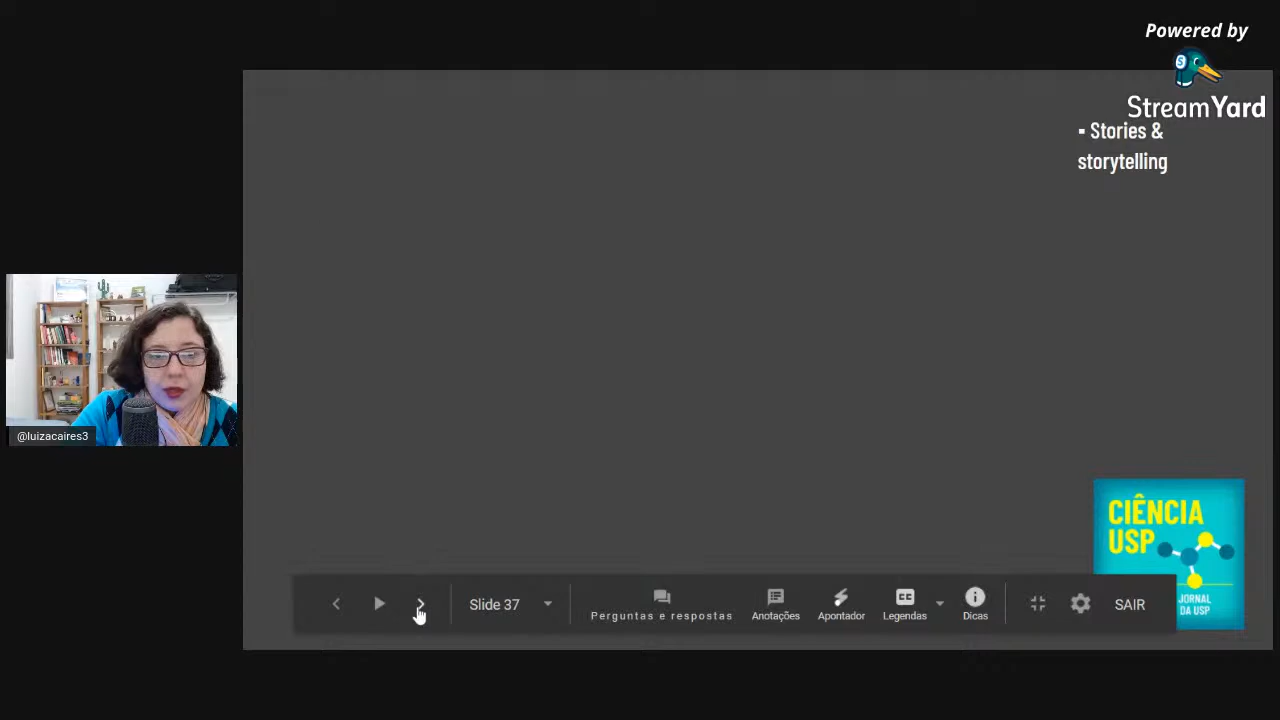 Powered by
StreamYard
▪ Stories &
storytelling
@luizacaires3
CIÊNCIA
USP
JORNAL
DA USP
Slide 37
Perguntas e respostas
Anotações
Apontador
CC
Legendas
Dicas
SAIR